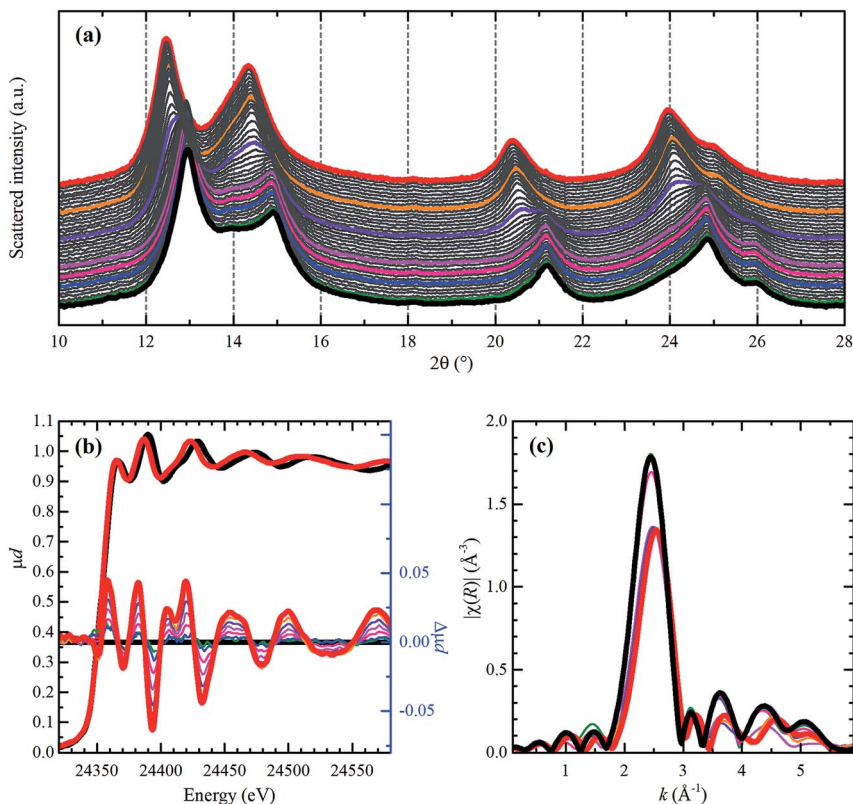 (a)
Scattered intensity (a.u.)
10 12 14 16 18 20 22 24 26 28
2θ (°)
(b)
1.1
1.0
0.9
0.8
0.7
0.6
0.5
0.4
0.3
0.2
0.1
0.0
μd
0.05
0.00
-0.05
Δμd
24350 24400 24450 24500 24550
Energy (eV)
(c)
2.0
1.5
1.0
0.5
0.0
|χ(R)| (Å⁻³)
1 2 3 4 5
k (Å⁻¹)